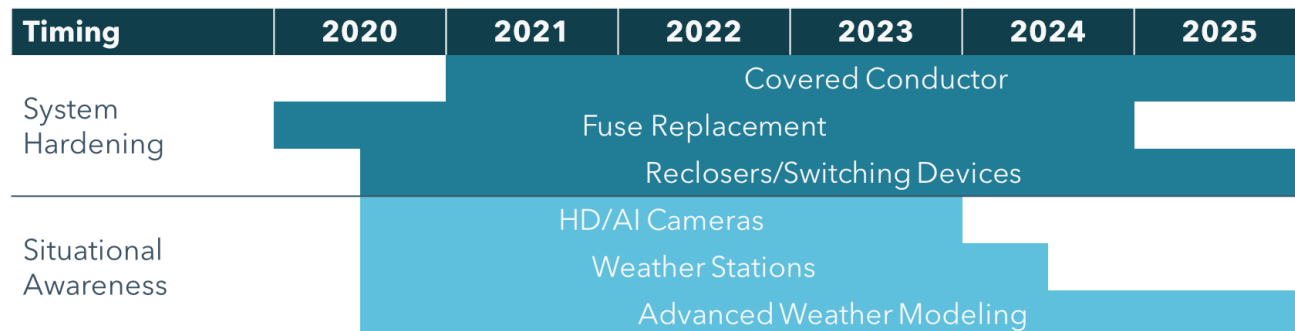 Timing 2020 2021 2022 2023 2024 2025
Covered Conductor
System
Hardening
Fuse Replacement
Reclosers/Switching Devices
HD/AI Cameras
Situational
Awareness
Weather Stations
Advanced Weather Modeling